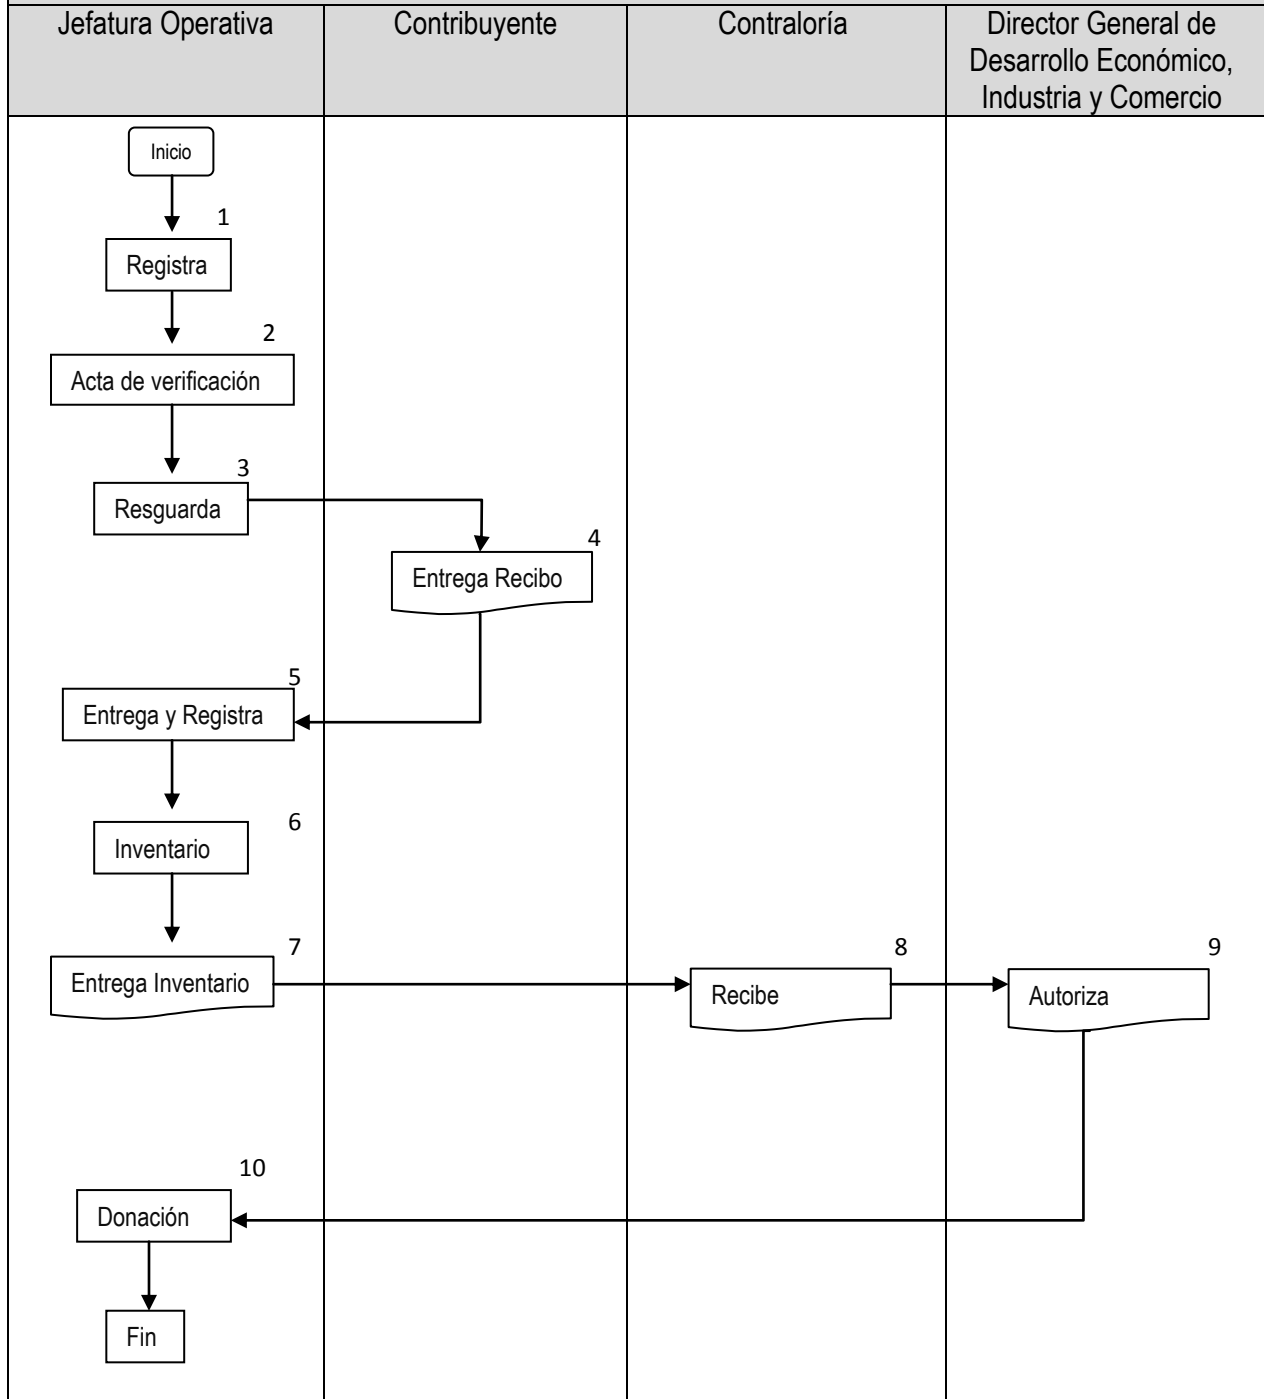 Jefatura Operativa
Contribuyente
Contraloría
Director General de
Desarrollo Económico,
Industria y Comercio
Inicio
1
Registra
2
Acta de verificación
3
Resguarda
4
Entrega Recibo
5
Entrega y Registra
6
Inventario
7
Entrega Inventario
8
Recibe
9
Autoriza
10
Donación
Fin